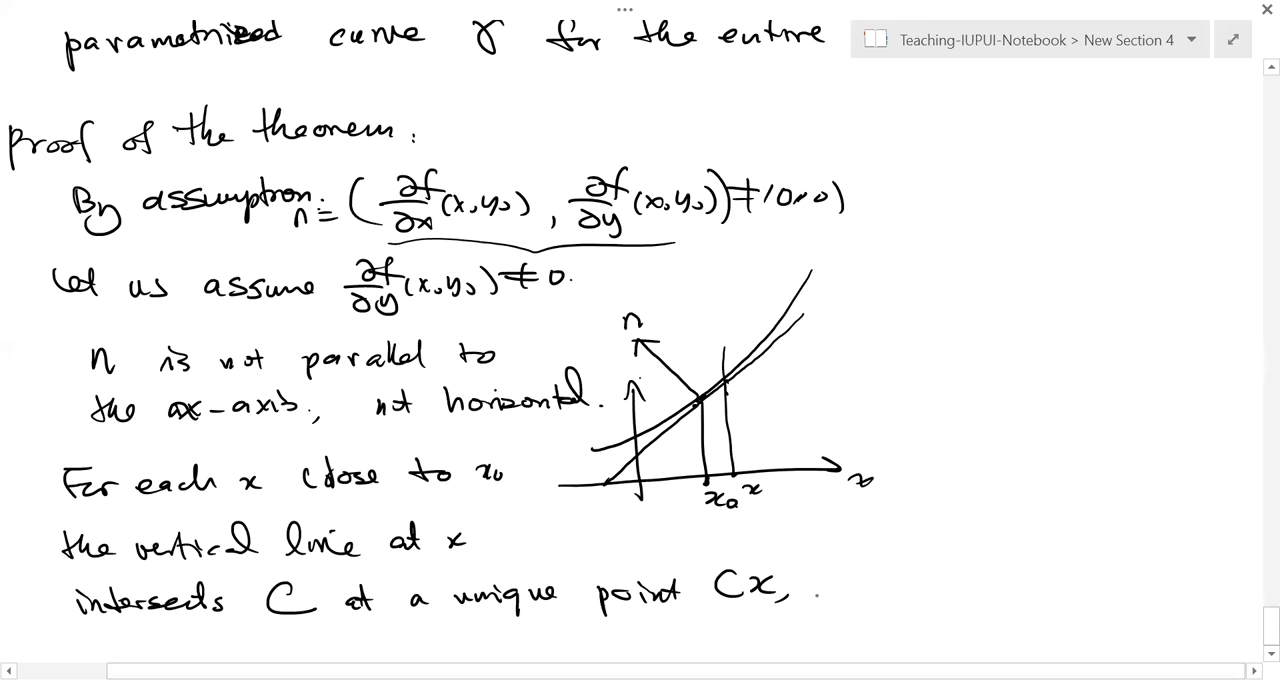 parametrized curve γ for the entire
Teaching-IUPUI-Notebook > New Section 4
Proof of the theorem.
By assumption. n = (∂f/∂x (x₀,y₀), ∂f/∂y (x₀,y₀)) ≠ (0,0)
Let us assume ∂f/∂y (x₀,y₀) ≠ 0.
n is not parallel to
the x-axis, not horizontal.
n
x₀ x
x
For each x close to x₀
the vertical line at x
intersects C at a unique point (x,